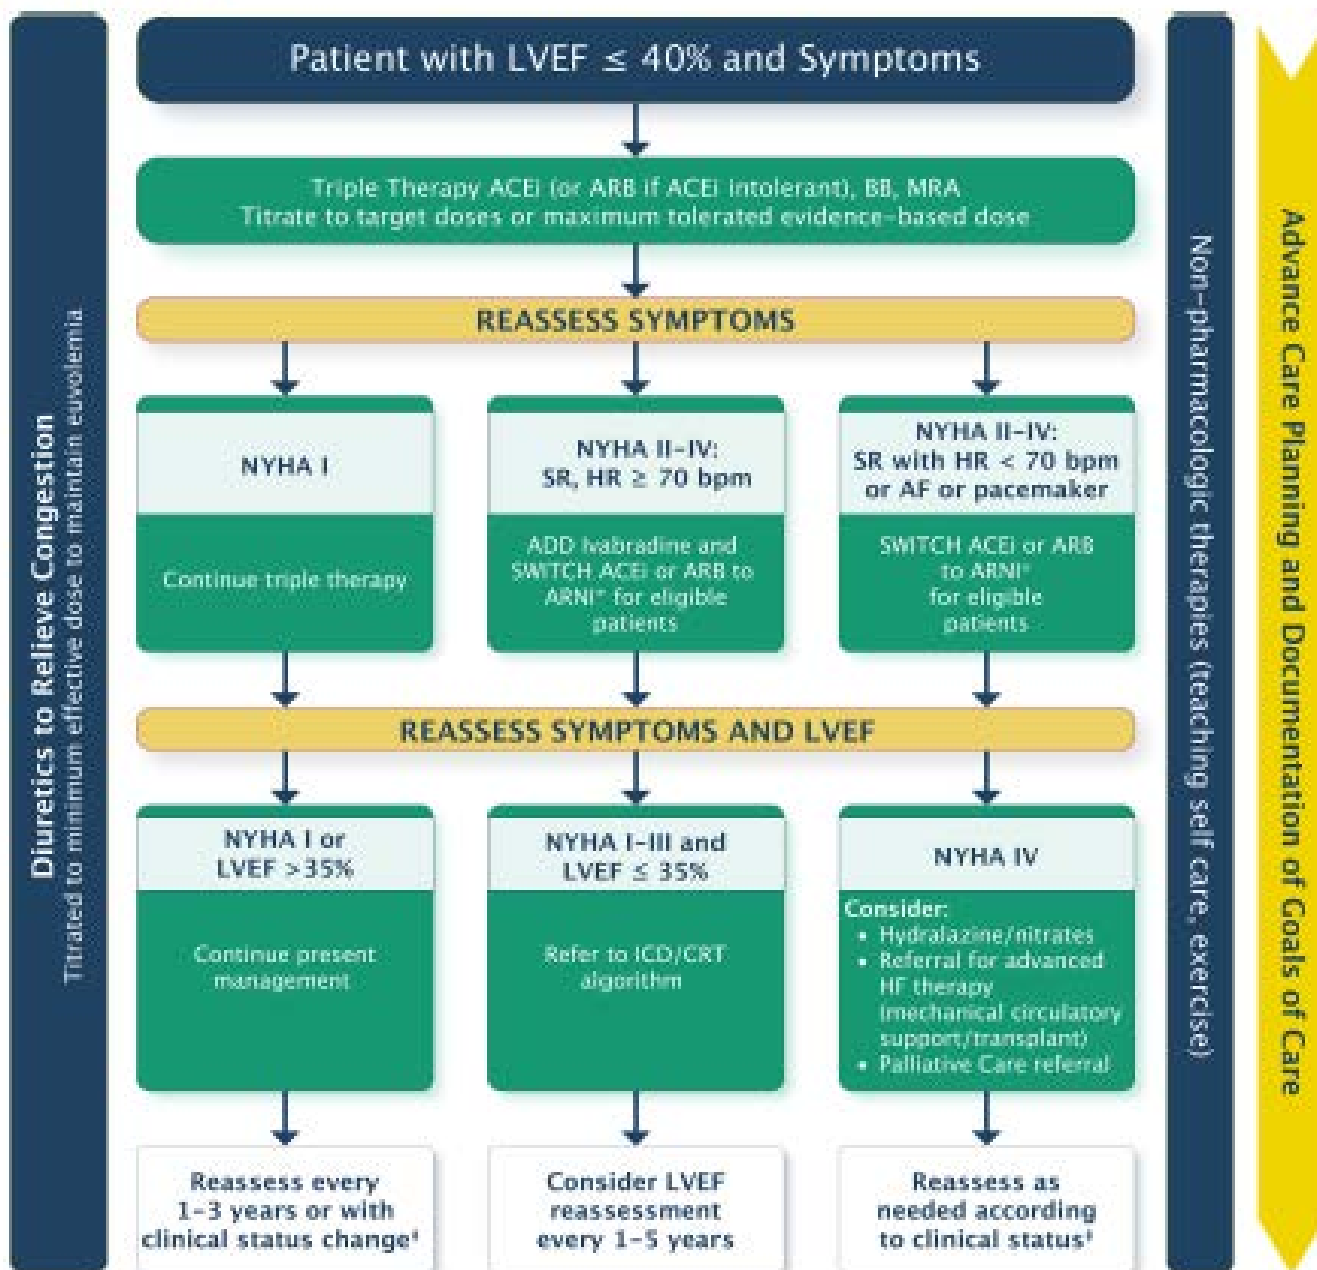 Patient with LVEF ≤ 40% and Symptoms
Triple Therapy ACEi (or ARB if ACEi intolerant), BB, MRA
Titrate to target doses or maximum tolerated evidence-based dose
REASSESS SYMPTOMS
NYHA I
Continue triple therapy
NYHA II-IV:
SR, HR ≥ 70 bpm
ADD Ivabradine and
SWITCH ACEi or ARB to
ARNI* for eligible
patients
NYHA II-IV:
SR with HR < 70 bpm
or AF or pacemaker
SWITCH ACEi or ARB
to ARNI*
for eligible
patients
REASSESS SYMPTOMS AND LVEF
NYHA I or
LVEF >35%
Continue present
management
NYHA I-III and
LVEF ≤ 35%
Refer to ICD/CRT
algorithm
NYHA IV
Consider:
• Hydralazine/nitrates
• Referral for advanced
HF therapy
(mechanical circulatory
support/transplant)
• Palliative Care referral
Reassess every
1-3 years or with
clinical status change‡
Consider LVEF
reassessment
every 1-5 years
Reassess as
needed according
to clinical status‡
Diuretics to Relieve Congestion
Titrated to minimum effective dose to maintain euvolemia
Non-pharmacologic therapies (teaching self care, exercise)
Advance Care Planning and Documentation of Goals of Care